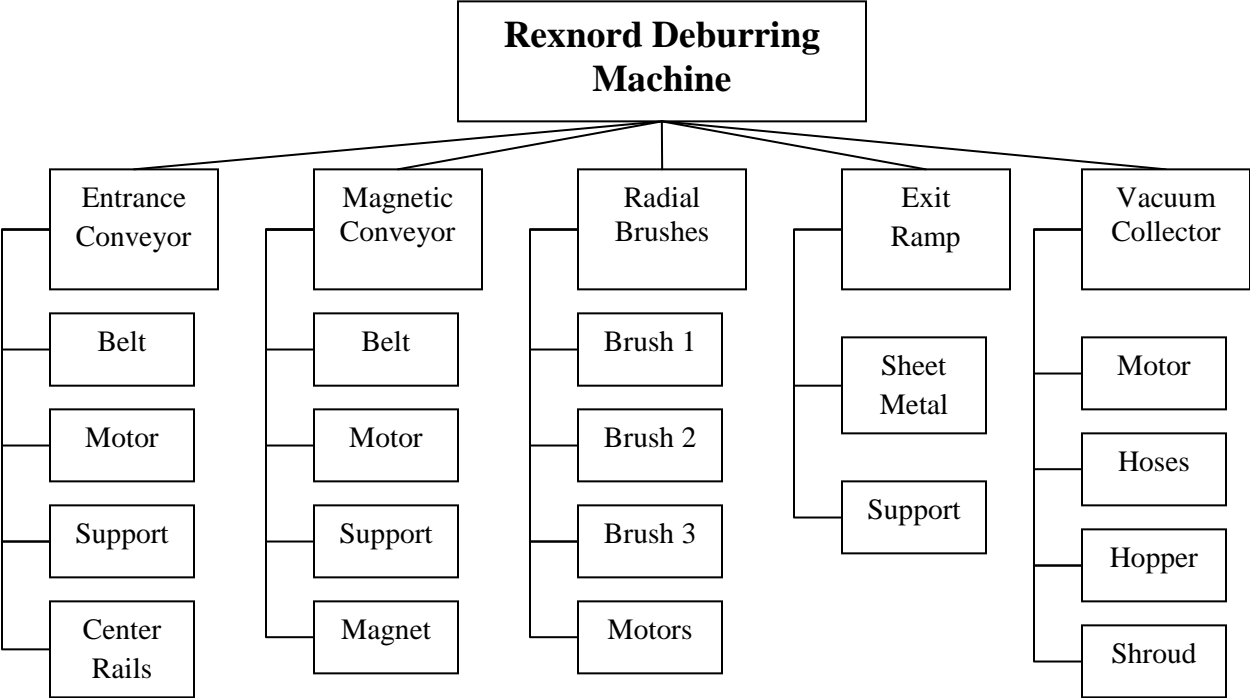 Rexnord Deburring
Machine
Entrance
Conveyor
Belt
Motor
Support
Center
Rails
Magnetic
Conveyor
Belt
Motor
Support
Magnet
Radial
Brushes
Brush 1
Brush 2
Brush 3
Motors
Exit
Ramp
Sheet
Metal
Support
Vacuum
Collector
Motor
Hoses
Hopper
Shroud